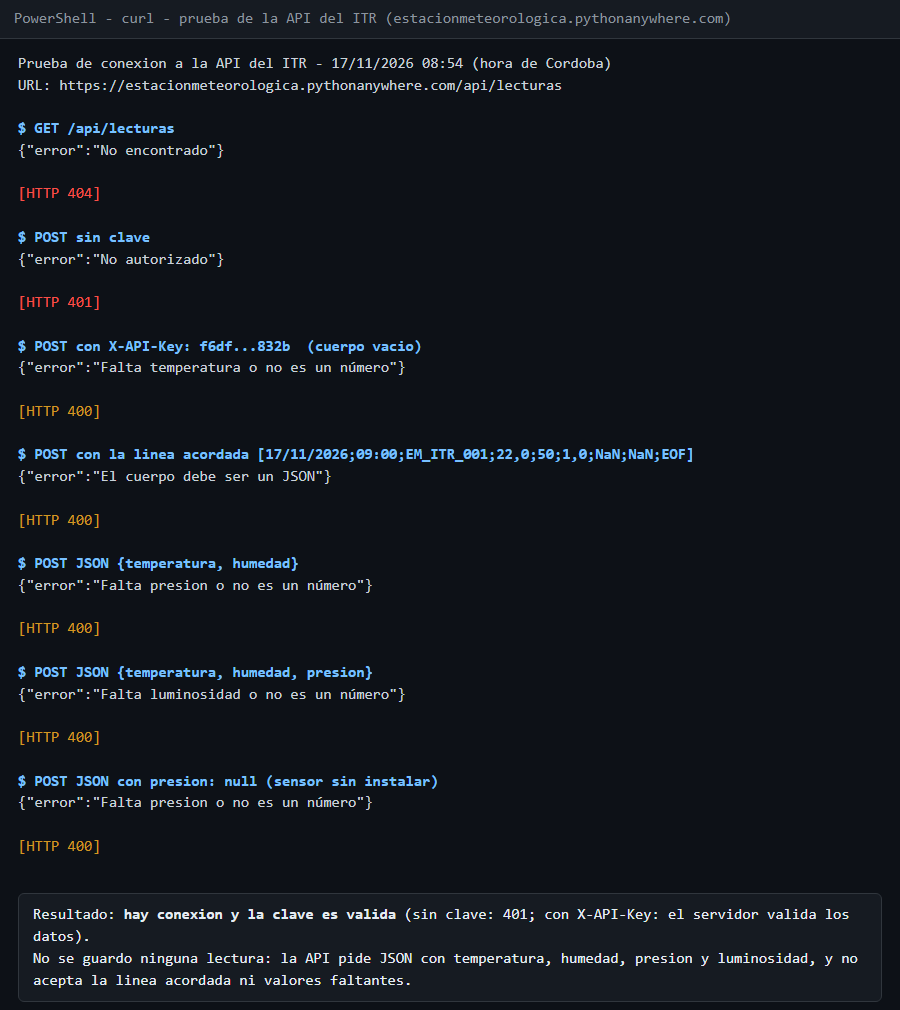 PowerShell - curl - prueba de la API del ITR (estacionmeteorologica.pythonanywhere.com)
Prueba de conexion a la API del ITR - 17/11/2026 08:54 (hora de Cordoba)
URL: https://estacionmeteorologica.pythonanywhere.com/api/lecturas
$ GET /api/lecturas
{"error":"No encontrado"}
[HTTP 404]
$ POST sin clave
{"error":"No autorizado"}
[HTTP 401]
$ POST con X-API-Key: f6df...832b  (cuerpo vacio)
{"error":"Falta temperatura o no es un número"}
[HTTP 400]
$ POST con la linea acordada [17/11/2026;09:00;EM_ITR_001;22,0;50;1,0;NaN;NaN;EOF]
{"error":"El cuerpo debe ser un JSON"}
[HTTP 400]
$ POST JSON {temperatura, humedad}
{"error":"Falta presion o no es un número"}
[HTTP 400]
$ POST JSON {temperatura, humedad, presion}
{"error":"Falta luminosidad o no es un número"}
[HTTP 400]
$ POST JSON con presion: null (sensor sin instalar)
{"error":"Falta presion o no es un número"}
[HTTP 400]
Resultado: hay conexion y la clave es valida (sin clave: 401; con X-API-Key: el servidor valida los
datos).
No se guardo ninguna lectura: la API pide JSON con temperatura, humedad, presion y luminosidad, y no
acepta la linea acordada ni valores faltantes.